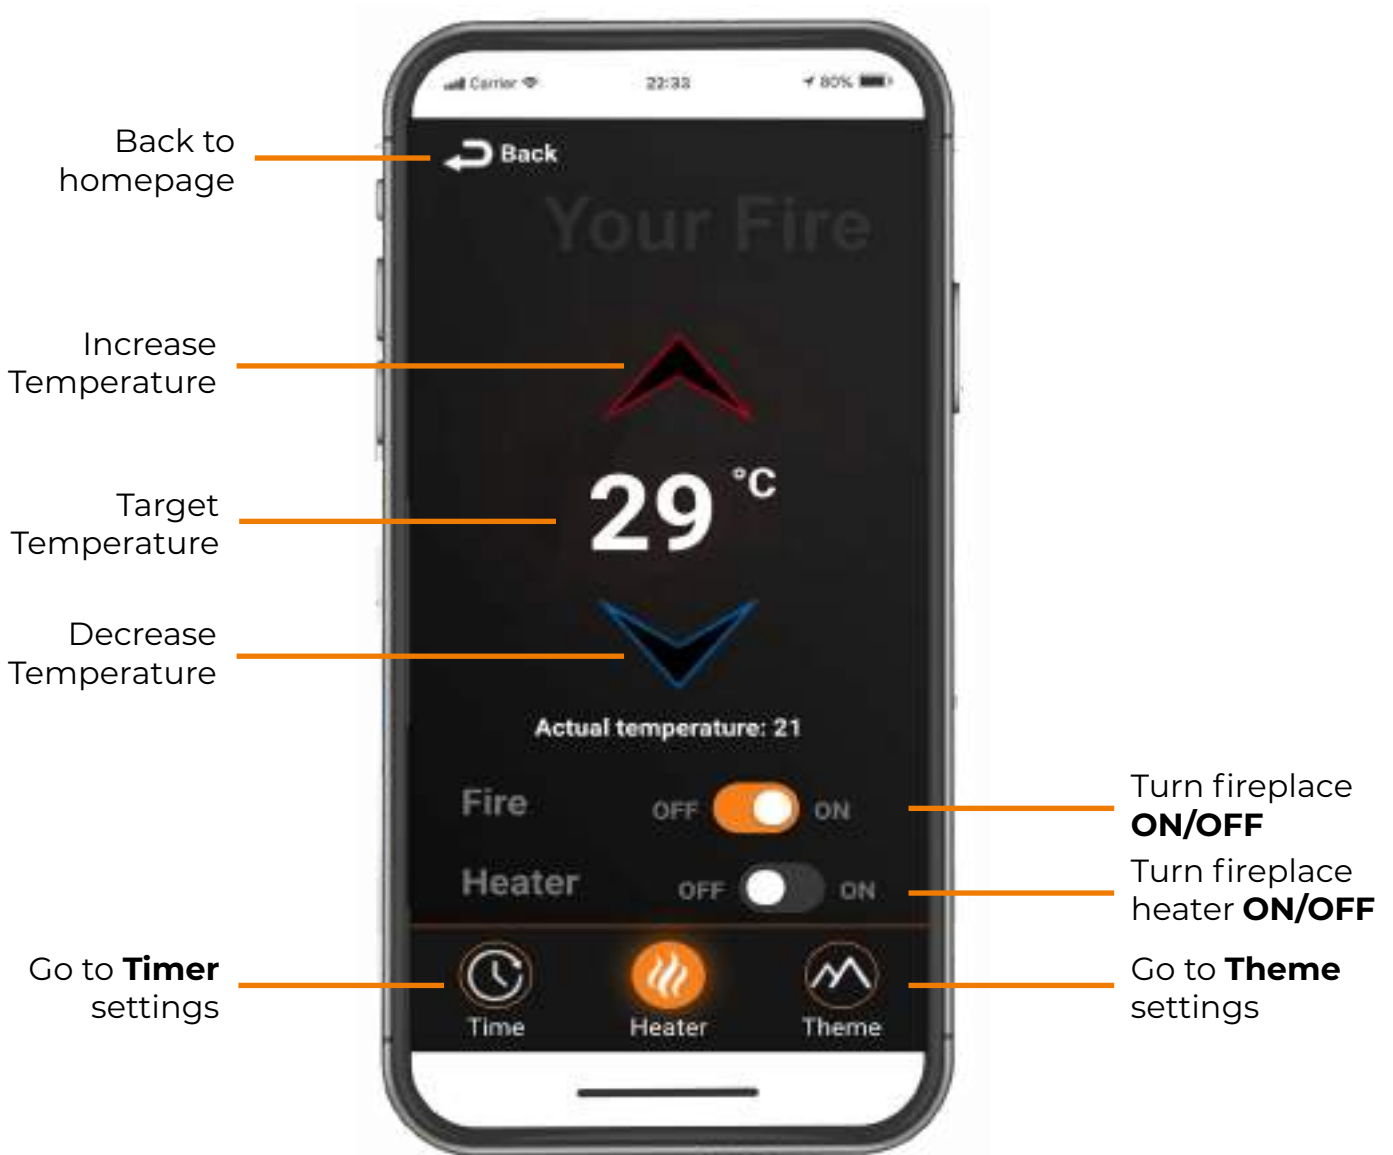 Carrier 22:33 80%
Back to
homepage
Back
Your Fire
Increase
Temperature
Target
Temperature
29 °C
Decrease
Temperature
Actual temperature: 21
Fire OFF ON
Turn fireplace
ON/OFF
Heater OFF ON
Turn fireplace
heater ON/OFF
Go to Timer
settings
Time
Heater
Theme
Go to Theme
settings